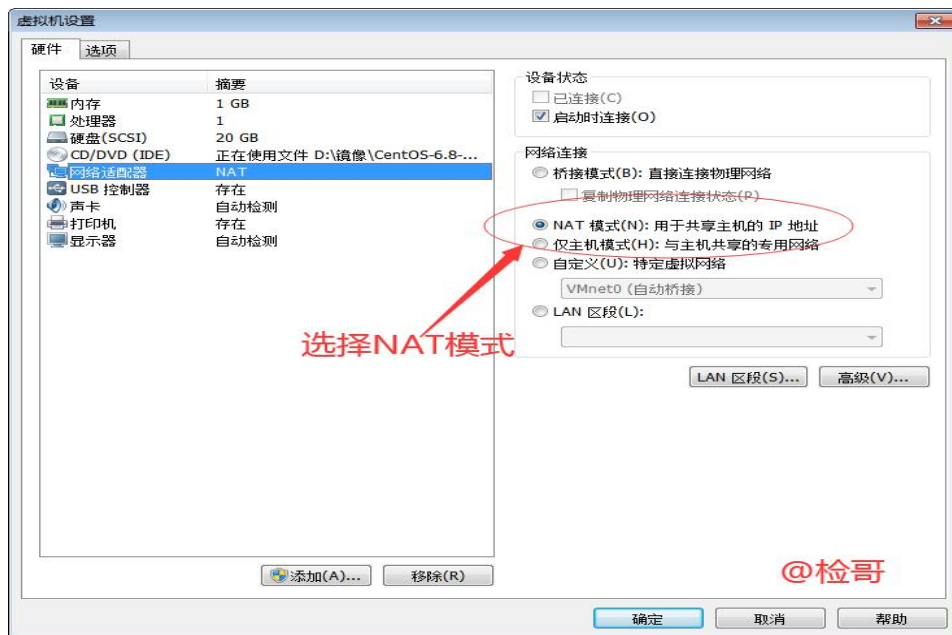 虚拟机设置
硬件 选项
设备 摘要
内存 1 GB
处理器 1
硬盘(SCSI) 20 GB
CD/DVD (IDE) 正在使用文件 D:\镜像\CentOS-6.8-...
网络适配器 NAT
USB 控制器 存在
声卡 自动检测
打印机 存在
显示器 自动检测
添加(A)... 移除(R)
设备状态
已连接(C)
启动时连接(O)
网络连接
桥接模式(B): 直接连接物理网络
复制物理网络连接状态(P)
NAT 模式(N): 用于共享主机的 IP 地址
仅主机模式(H): 与主机共享的专用网络
自定义(U): 特定虚拟网络
VMnet0 (自动桥接)
LAN 区段(L):
LAN 区段(S)... 高级(V)...
选择NAT模式
@检哥
确定 取消 帮助